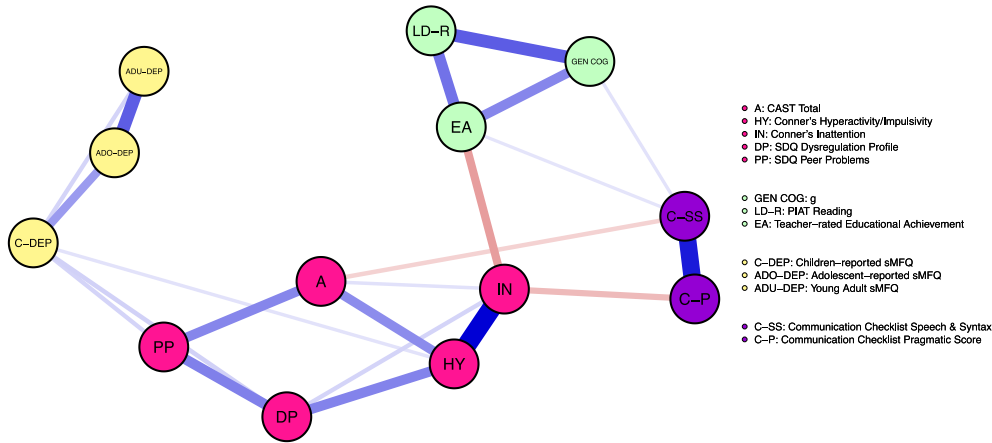 LD–R
GEN COG
ADU–DEP
EA
ADO–DEP
C–SS
C–DEP
A
IN
C–P
PP
HY
DP
A: CAST Total
HY: Conner's Hyperactivity/Impulsivity
IN: Conner's Inattention
DP: SDQ Dysregulation Profile
PP: SDQ Peer Problems
GEN COG: g
LD–R: PIAT Reading
EA: Teacher–rated Educational Achievement
C–DEP: Children–reported sMFQ
ADO–DEP: Adolescent–reported sMFQ
ADU–DEP: Young Adult sMFQ
C–SS: Communication Checklist Speech & Syntax
C–P: Communication Checklist Pragmatic Score